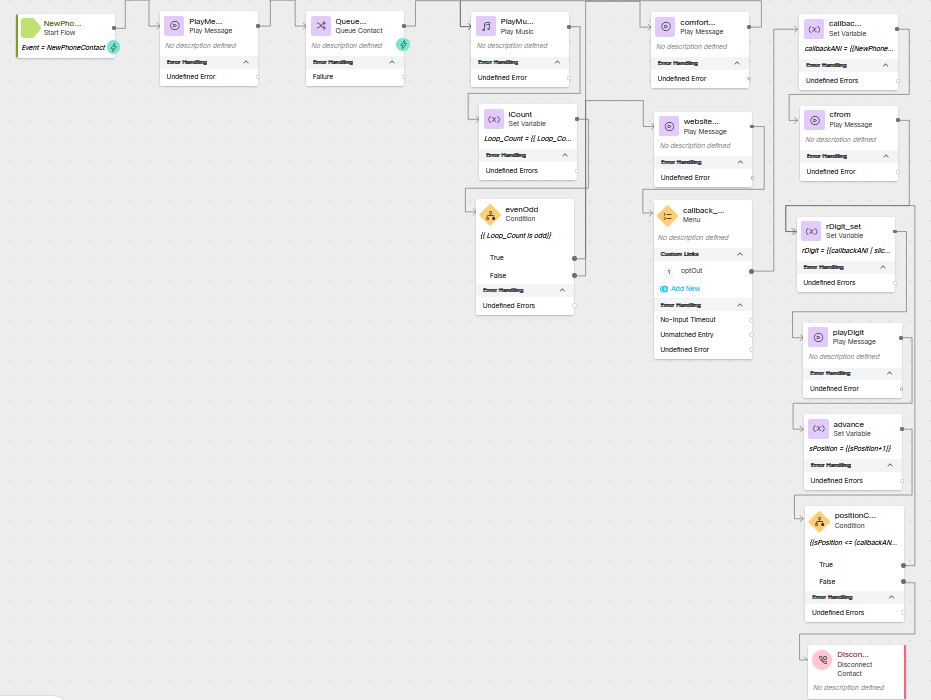 NewPho...
Start Flow
Event = NewPhoneContact
PlayMe...
Play Message
No description defined
Error Handling
Undefined Error
Queue...
Queue Contact
No description defined
Error Handling
Failure
PlayMu...
Play Music
No description defined
Error Handling
Undefined Error
lCount
Set Variable
Loop_Count = {{ Loop_Co...
Error Handling
Undefined Errors
evenOdd
Condition
{{ Loop_Count is odd}}
True
False
Error Handling
Undefined Errors
comfort...
Play Message
No description defined
Error Handling
Undefined Error
website...
Play Message
No description defined
Error Handling
Undefined Error
callback_...
Menu
No description defined
Custom Links
1 optOut
Add New
Error Handling
No-Input Timeout
Unmatched Entry
Undefined Error
callbac...
Set Variable
callbackANI = {{NewPhone...
Error Handling
Undefined Errors
cfrom
Play Message
No description defined
Error Handling
Undefined Error
rDigit_set
Set Variable
rDigit = {{callbackANI | slic...
Error Handling
Undefined Errors
playDigit
Play Message
No description defined
Error Handling
Undefined Error
advance
Set Variable
sPosition = {{sPosition+1}}
Error Handling
Undefined Errors
positionC...
Condition
{{sPosition <= (callbackAN...
True
False
Error Handling
Undefined Errors
Discon...
Disconnect
Contact
No description defined